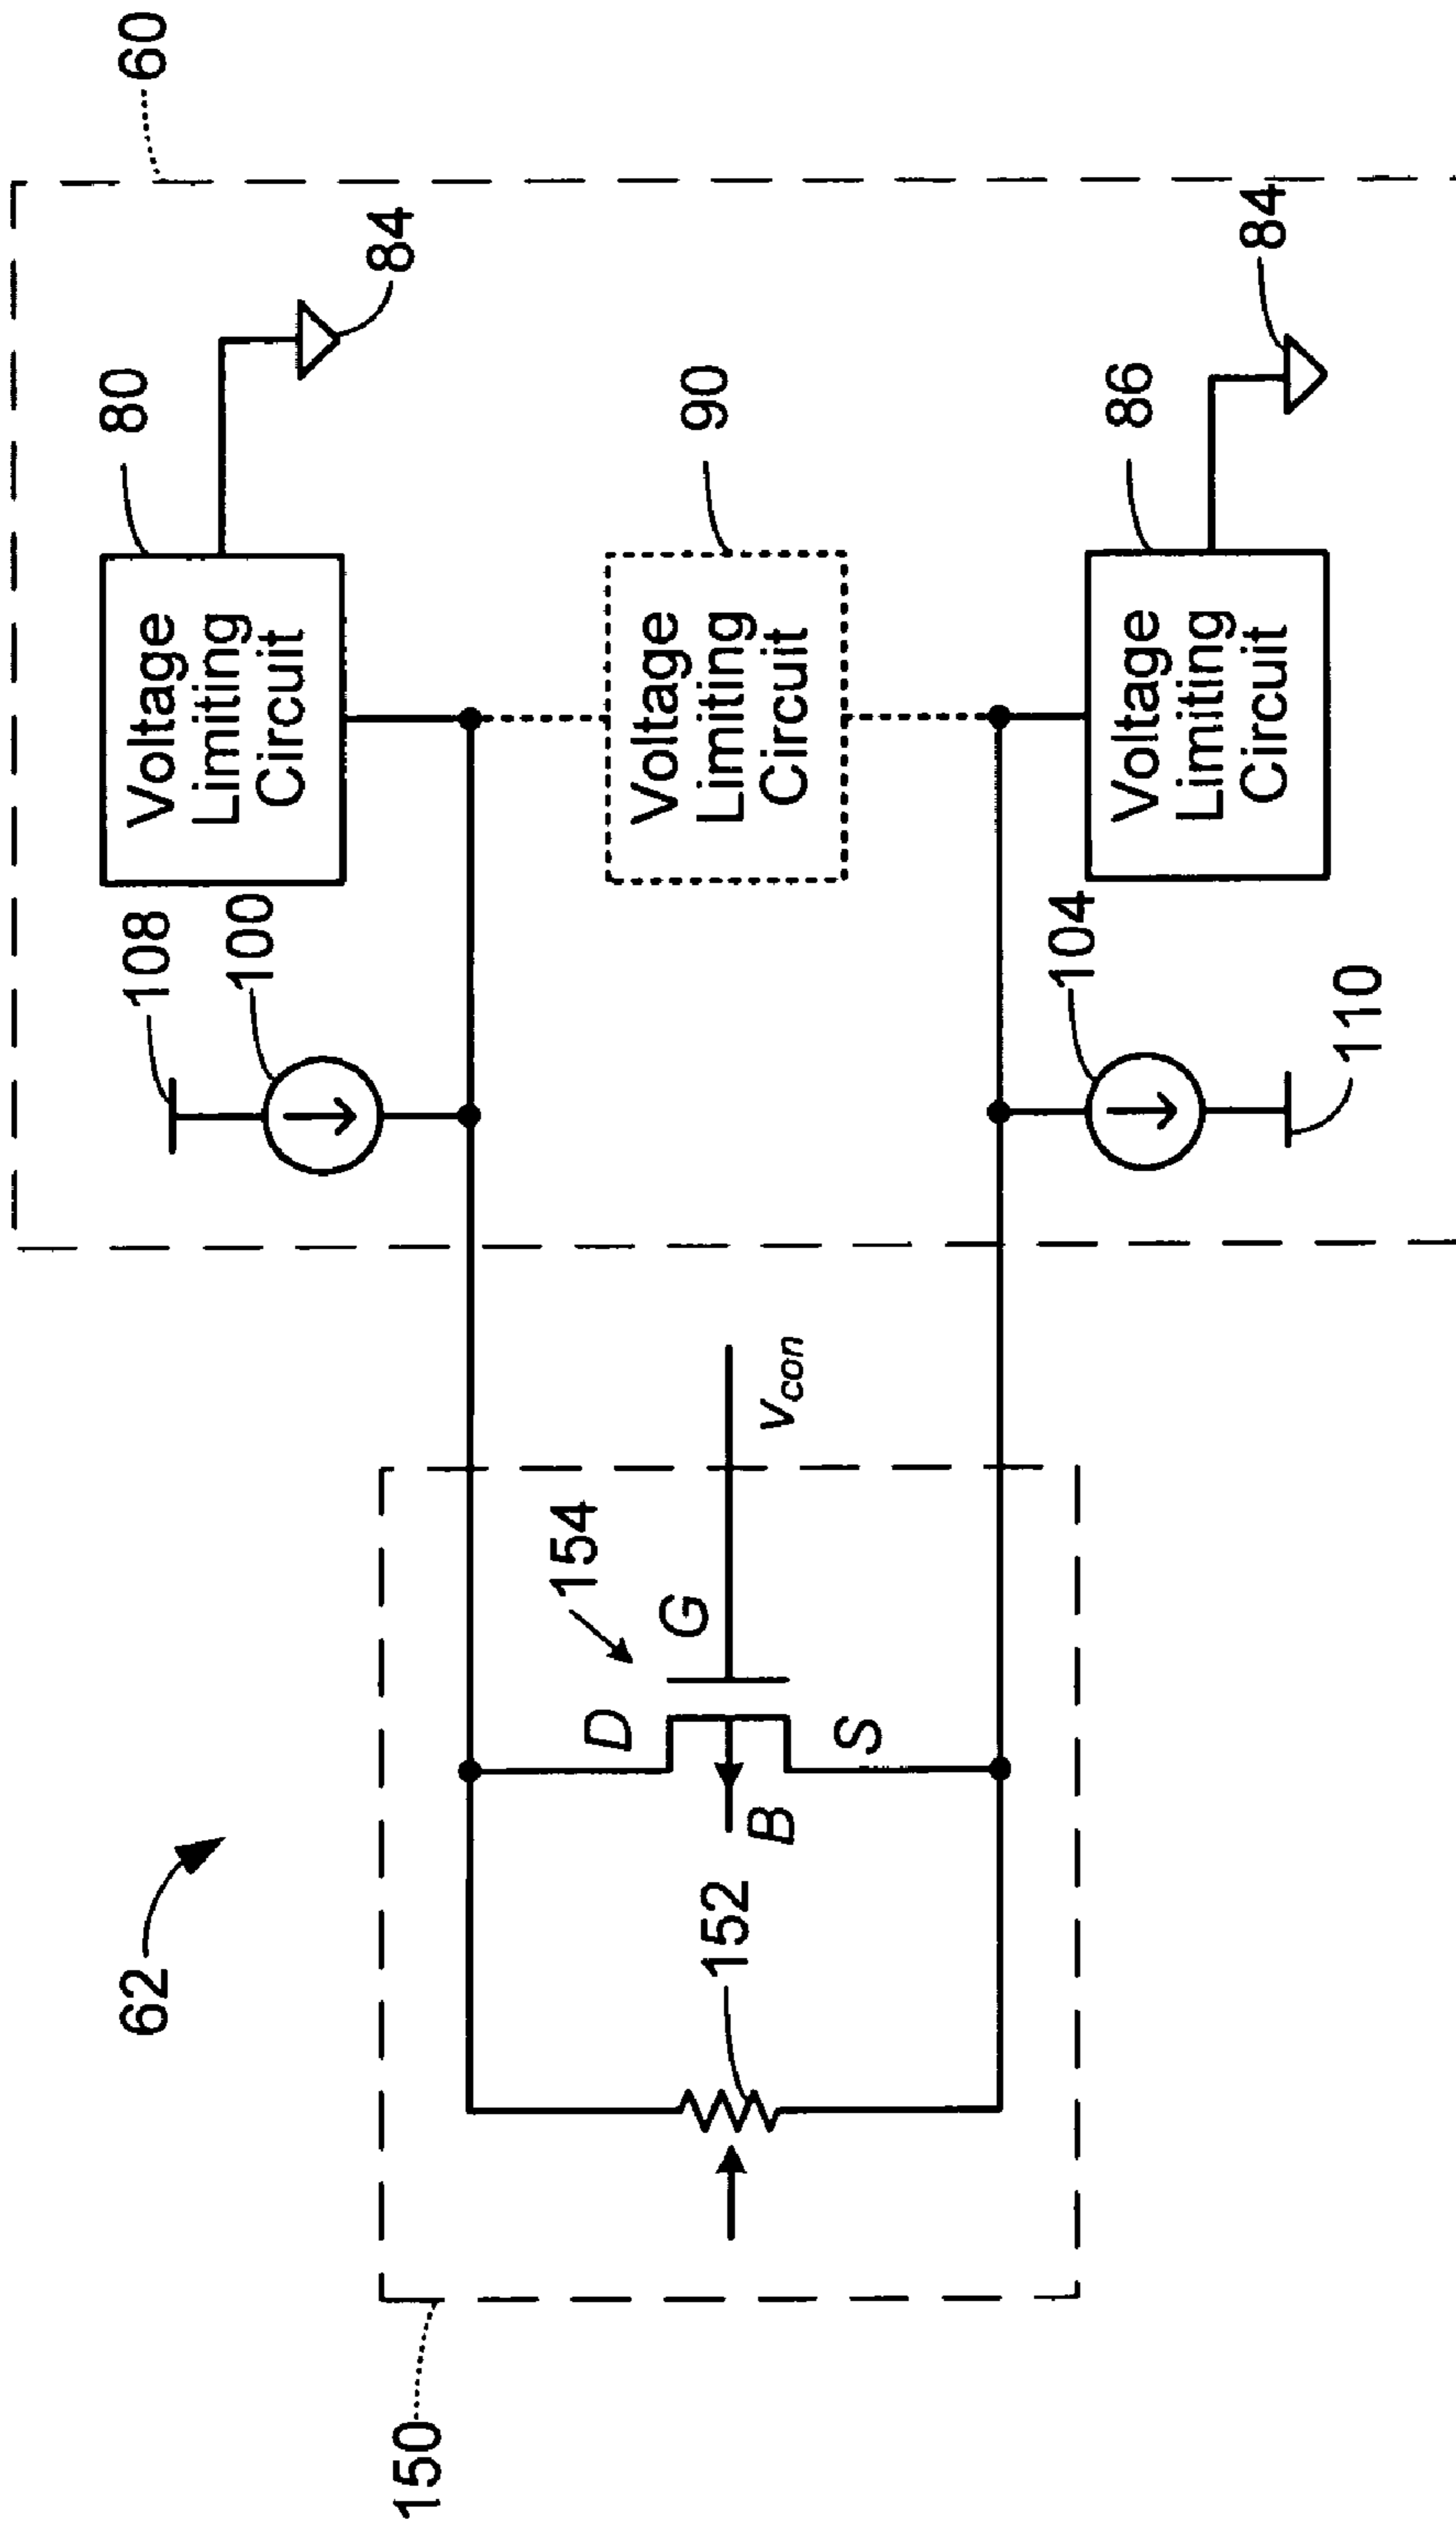 60
108
100
80
Voltage
Limiting
Circuit
84
62
154
D
G
B
S
V_con
152
90
Voltage
Limiting
Circuit
150
104
110
86
Voltage
Limiting
Circuit
84